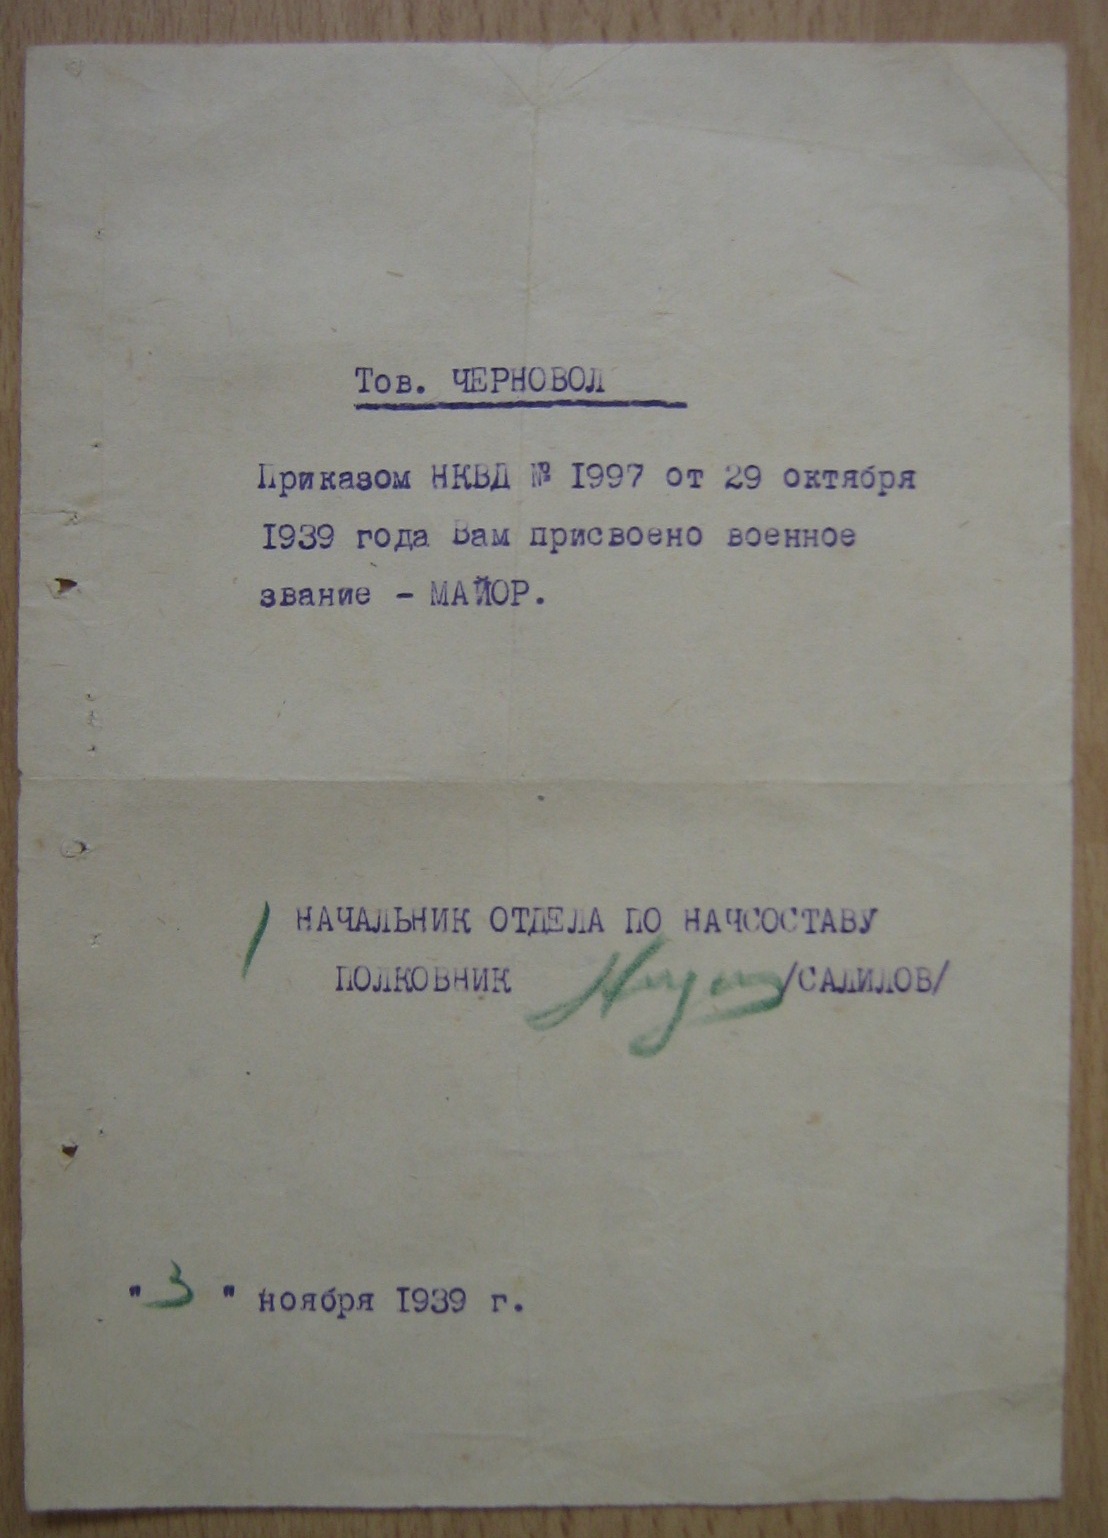 Тов. ЧЕРНОВОЛ
Приказом НКВД № 1997 от 29 октября
1939 года Вам присвоено военное
звание - МАЙОР.
НАЧАЛЬНИК ОТДЕЛА ПО НАЧСОСТАВУ
ПОЛКОВНИК /САЛИЛОВ/
"3" ноября 1939 г.